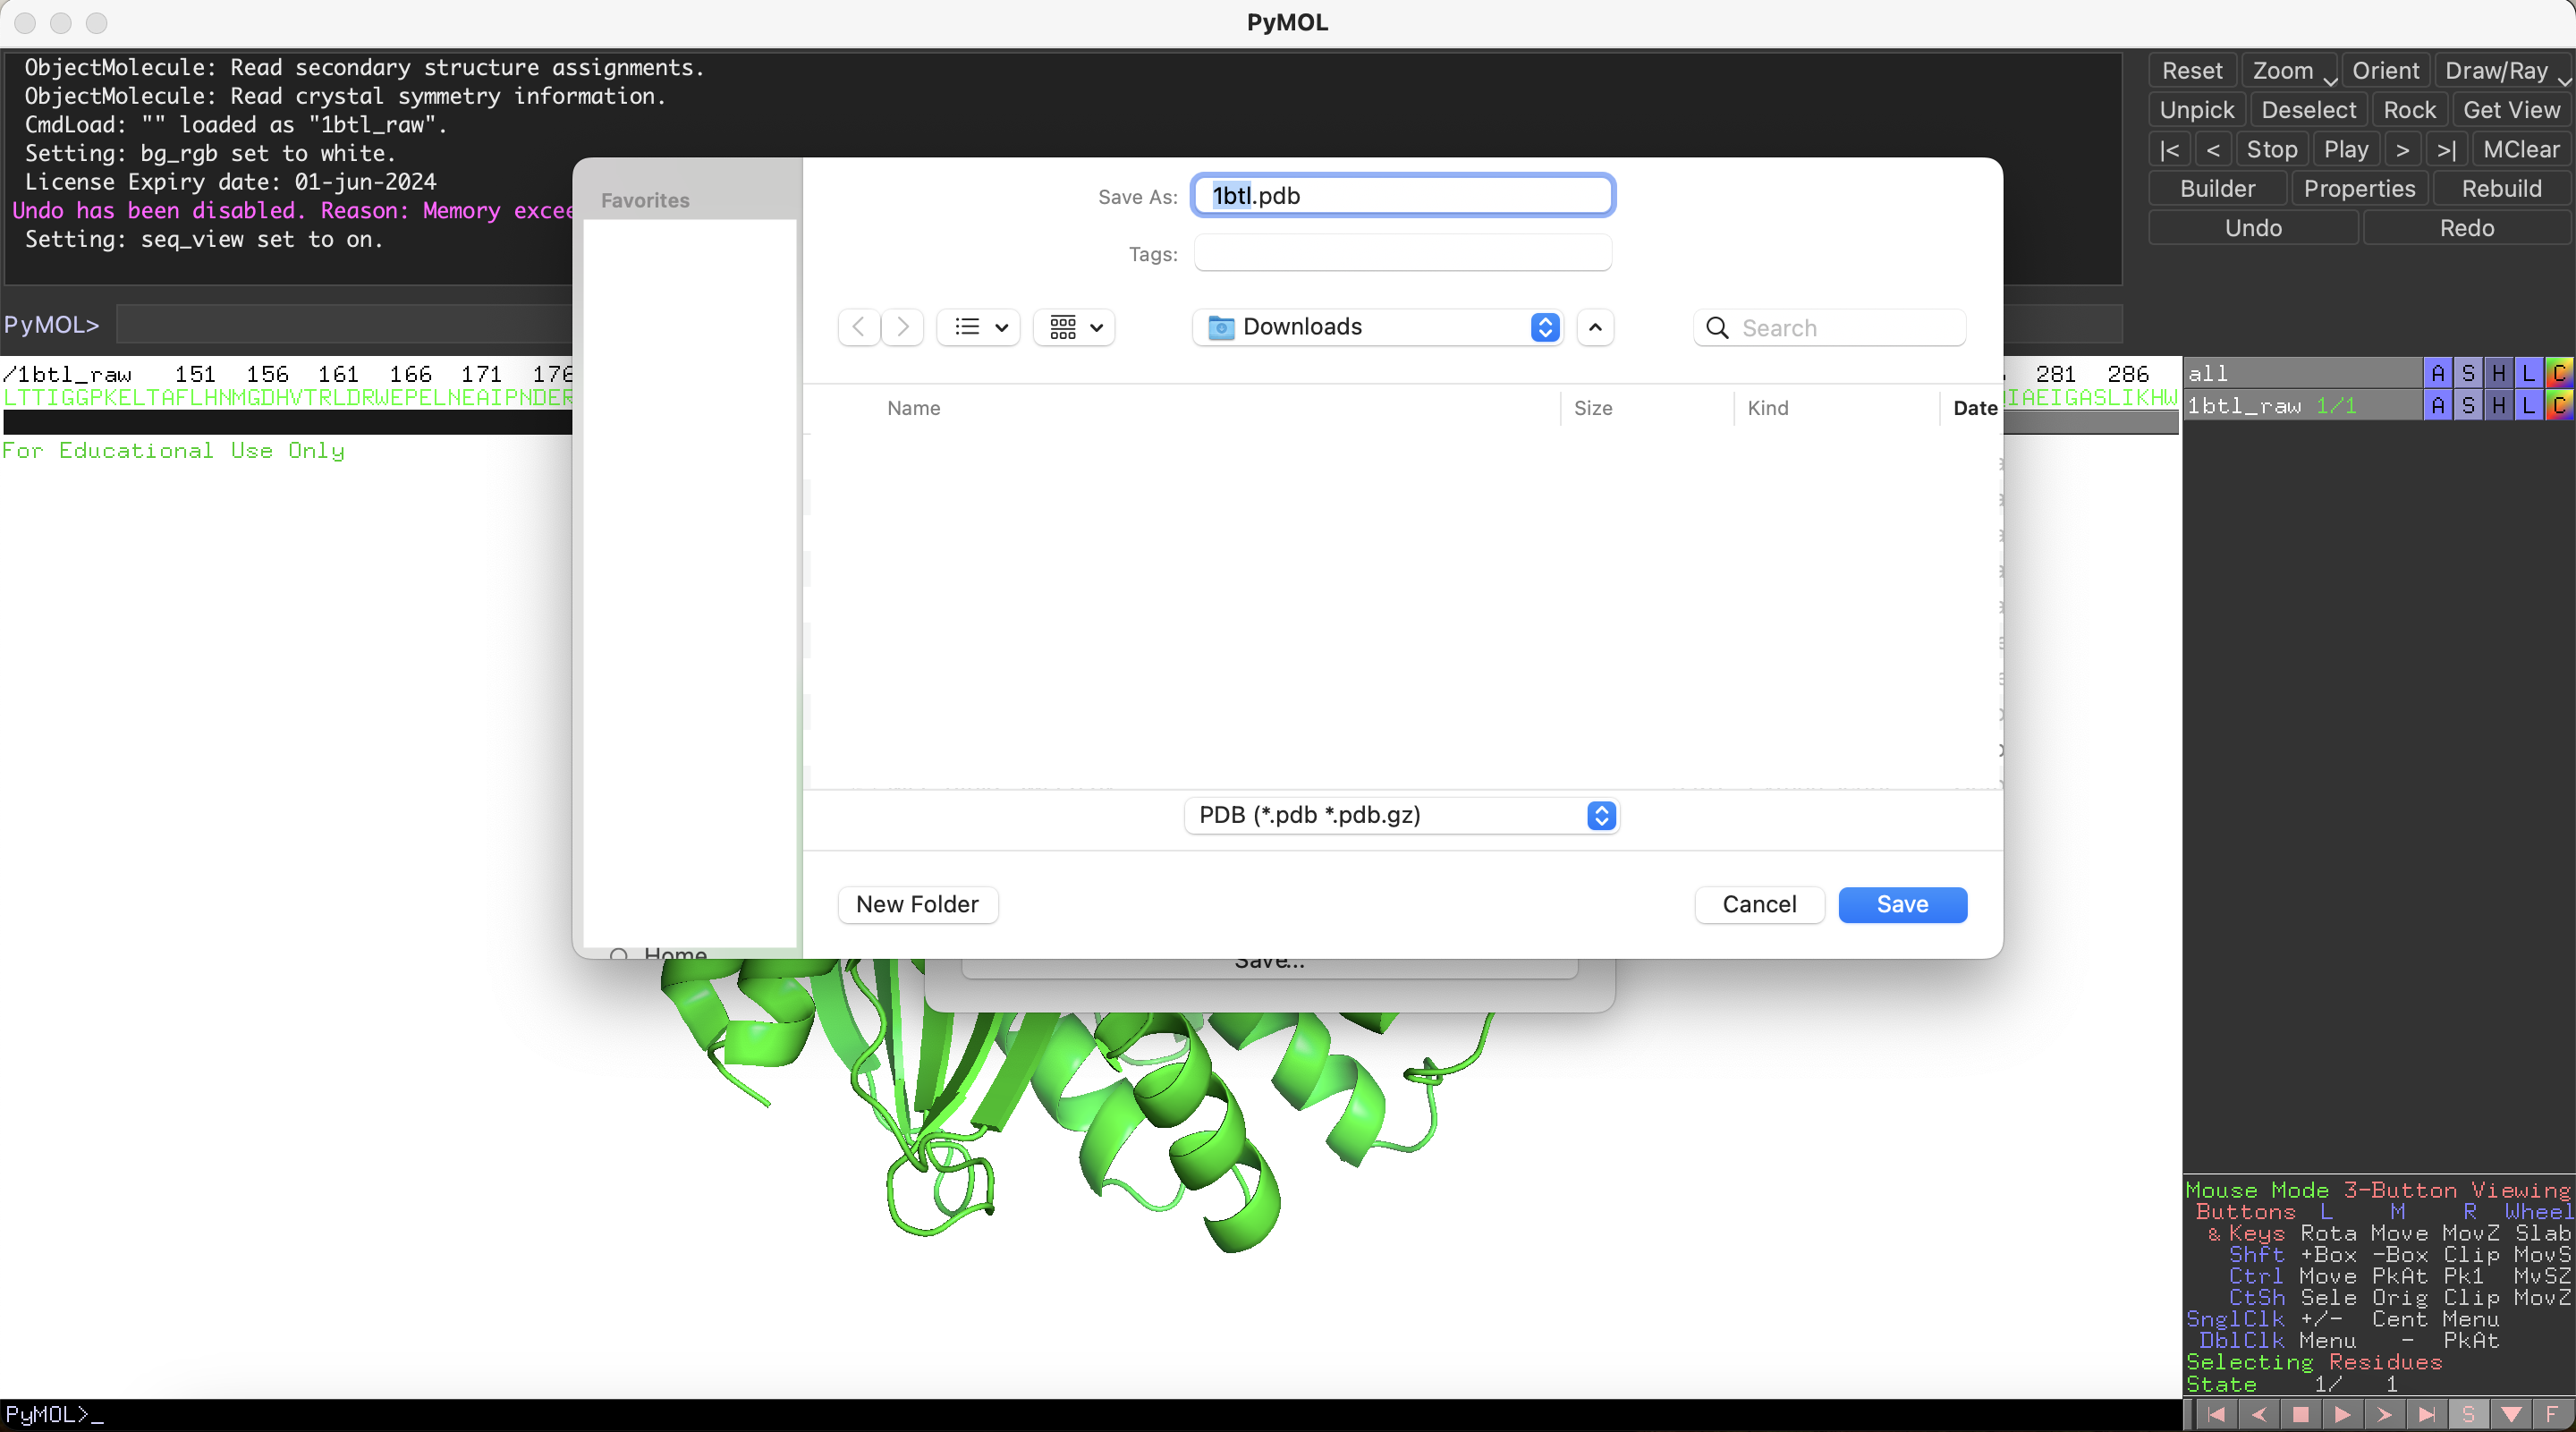 PyMOL
ObjectMolecule: Read secondary structure assignments.
ObjectMolecule: Read crystal symmetry information.
CmdLoad: "" loaded as "1btl_raw".
Setting: bg_rgb set to white.
License Expiry date: 01-jun-2024
Undo has been disabled. Reason: Memory
Setting: seq_view set to on.
PyMOL>
Reset Zoom Orient Draw/Ray
Unpick Deselect Rock Get View
|< < Stop Play > >| MClear
Builder Properties Rebuild
Undo Redo
Favorites
Home
Save As: 1btl.pdb
Tags:
Downloads
Search
Name Size Kind Date
PDB (*.pdb *.pdb.gz)
New Folder Cancel Save
Save...
/1btl_raw 151 156 161 166 171 176
LTTIGGPKELTAFLHNMGDHVTRLDRWEPELNEAIPNDER
281 286
IAEIGASLIKHW
For Educational Use Only
all A S H L C
1btl_raw 1/1 A S H L C
Mouse Mode 3-Button Viewing
Buttons L M R Wheel
& Keys Rota Move MovZ Slab
Shft +Box -Box Clip MovS
Ctrl Move PkAt Pk1 MvSZ
CtSh Sele Orig Clip MovZ
SnglClk +/- Cent Menu
DblClk Menu - PkAt
Selecting Residues
State 1/ 1
S F
PyMOL>_